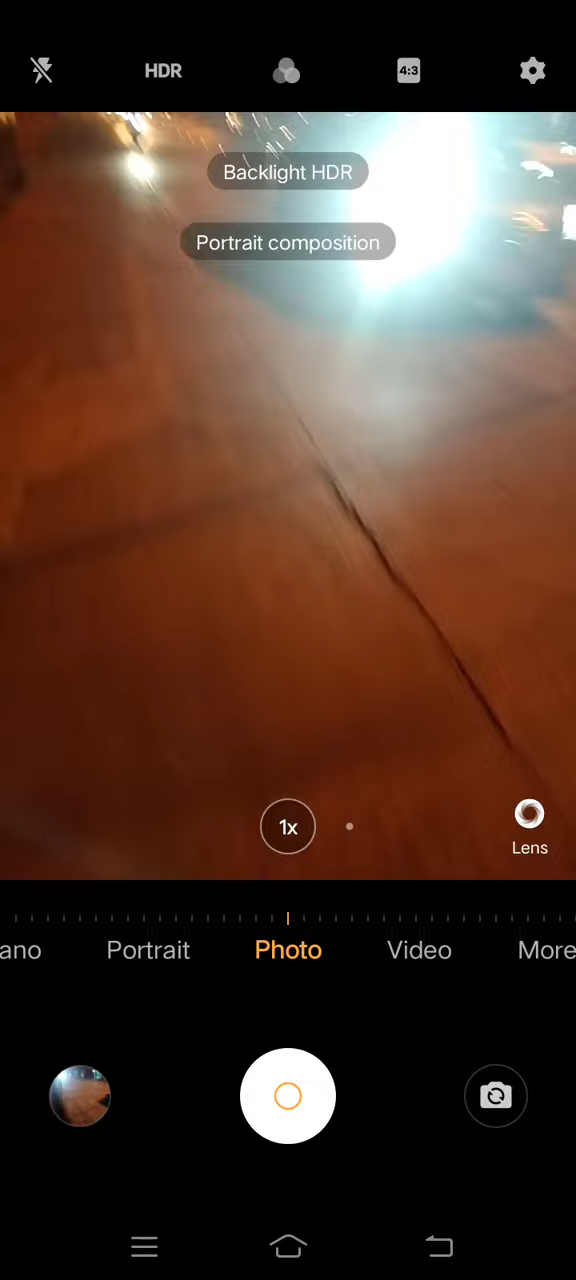 HDR
4:3
Backlight HDR
Portrait composition
1x
Lens
ano
Portrait
Photo
Video
More